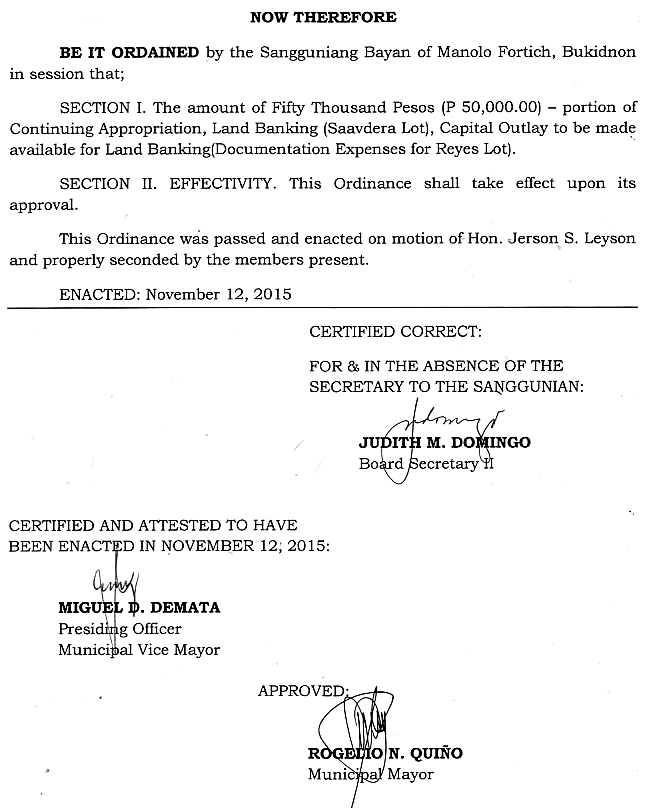 NOW THEREFORE
BE IT ORDAINED by the Sangguniang Bayan of Manolo Fortich, Bukidnon
in session that;
SECTION I. The amount of Fifty Thousand Pesos (P 50,000.00) – portion of
Continuing Appropriation, Land Banking (Saavdera Lot), Capital Outlay to be made
available for Land Banking(Documentation Expenses for Reyes Lot).
SECTION II. EFFECTIVITY. This Ordinance shall take effect upon its
approval.
This Ordinance was passed and enacted on motion of Hon. Jerson S. Leyson
and properly seconded by the members present.
ENACTED: November 12, 2015
CERTIFIED CORRECT:
FOR & IN THE ABSENCE OF THE
SECRETARY TO THE SANGGUNIAN:
JUDITH M. DOMINGO
Board Secretary II
CERTIFIED AND ATTESTED TO HAVE
BEEN ENACTED IN NOVEMBER 12, 2015:
MIGUEL D. DEMATA
Presiding Officer
Municipal Vice Mayor
APPROVED:
ROGELIO N. QUIÑO
Municipal Mayor